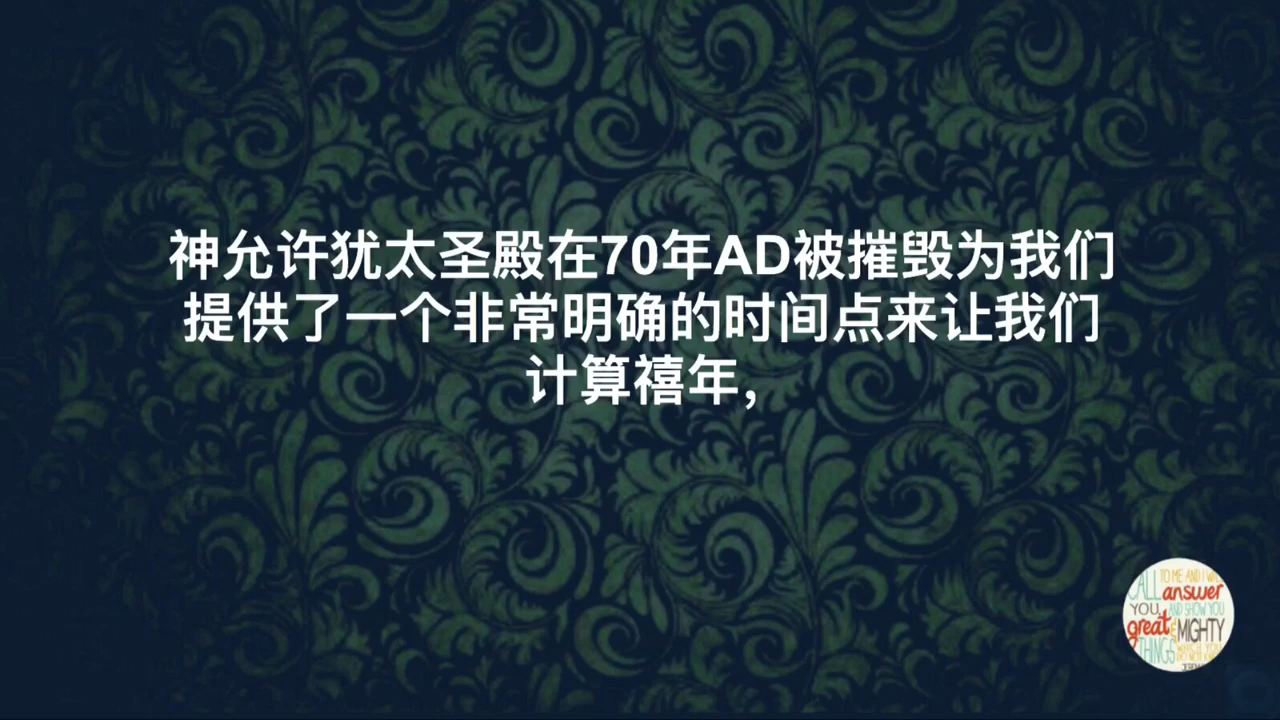 神允许犹太圣殿在70年AD被摧毁为我们
提供了一个非常明确的时间点来让我们
计算禧年,
CALL TO ME AND I WILL
answer
YOU, AND SHOW YOU
great & MIGHTY
THINGS